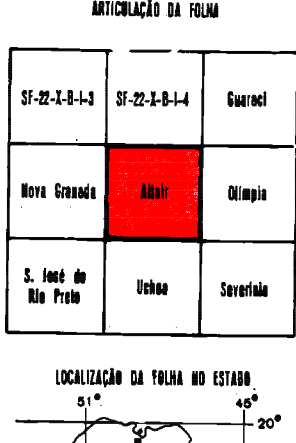 ARTICULAÇÃO DA FOLHA
SF-22-X-B-I-3 SF-22-X-B-I-4 Guaraci
Nova Granada Altair Olímpia
S. José do
Rio Preto Uchoa Severínia
LOCALIZAÇÃO DA FOLHA NO ESTADO
51° 45°
20°